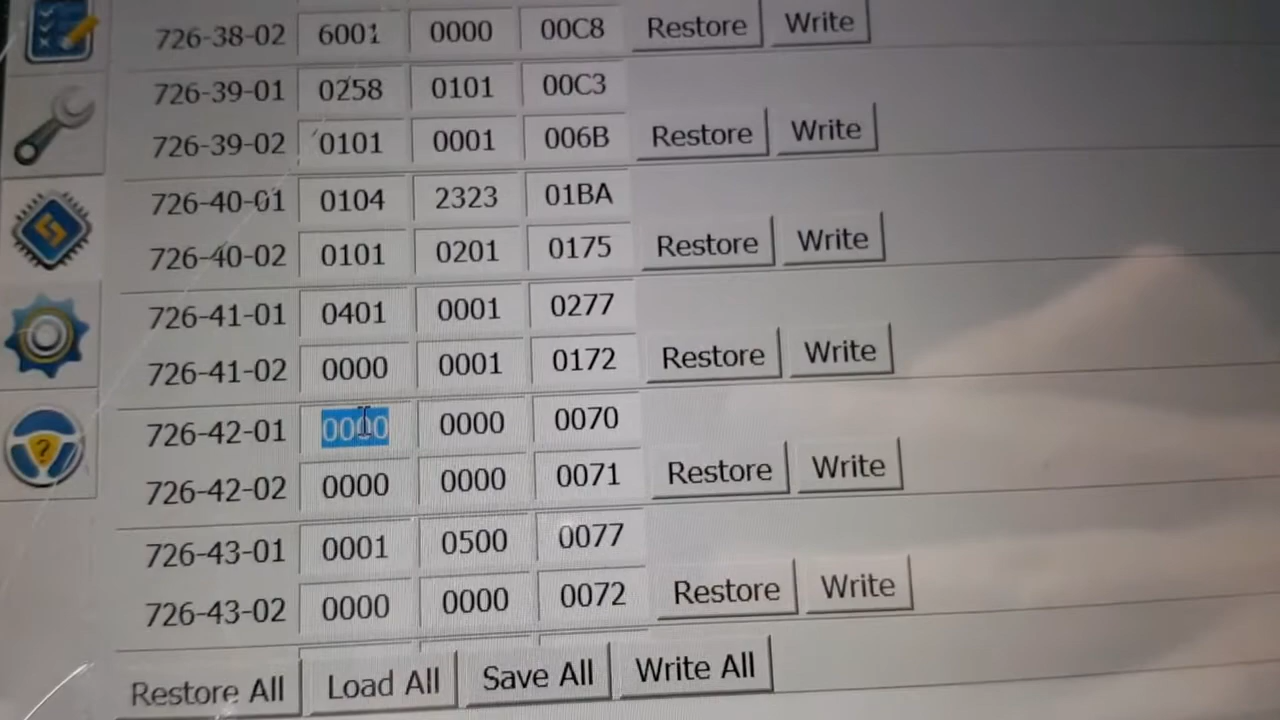 726-38-02 6001 0000 00C8 Restore Write
726-39-01 0258 0101 00C3
726-39-02 0101 0001 006B Restore Write
726-40-01 0104 2323 01BA
726-40-02 0101 0201 0175 Restore Write
726-41-01 0401 0001 0277
726-41-02 0000 0001 0172 Restore Write
726-42-01 0000 0000 0070
726-42-02 0000 0000 0071 Restore Write
726-43-01 0001 0500 0077
726-43-02 0000 0000 0072 Restore Write
Restore All Load All Save All Write All